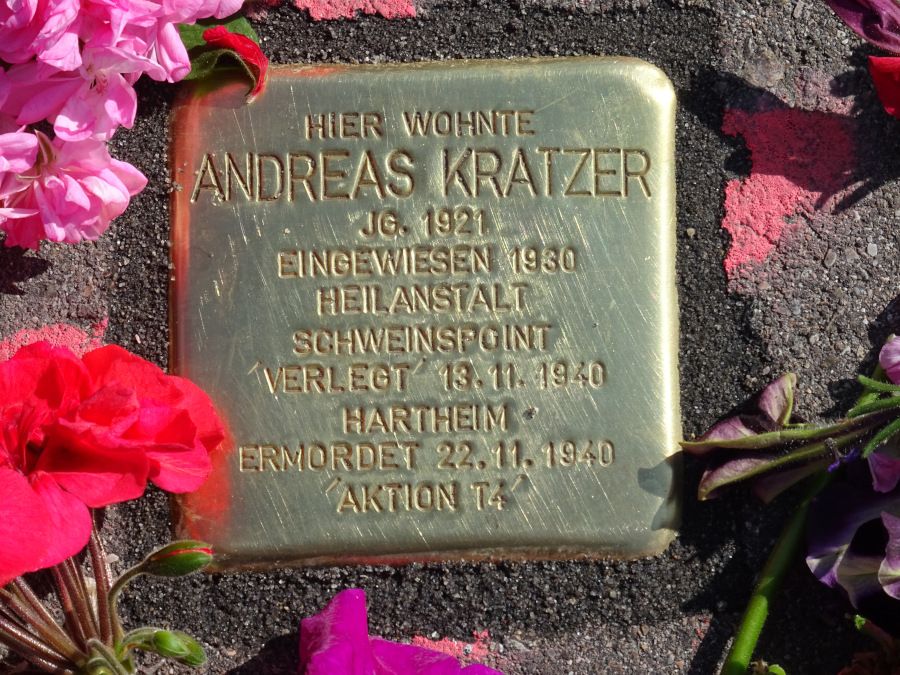 HIER WOHNTE
ANDREAS KRATZER
JG. 1921
EINGEWIESEN 1930
HEILANSTALT
SCHWEINSPOINT
"VERLEGT" 13.11.1940
HARTHEIM
ERMORDET 22.11.1940
"AKTION T4"